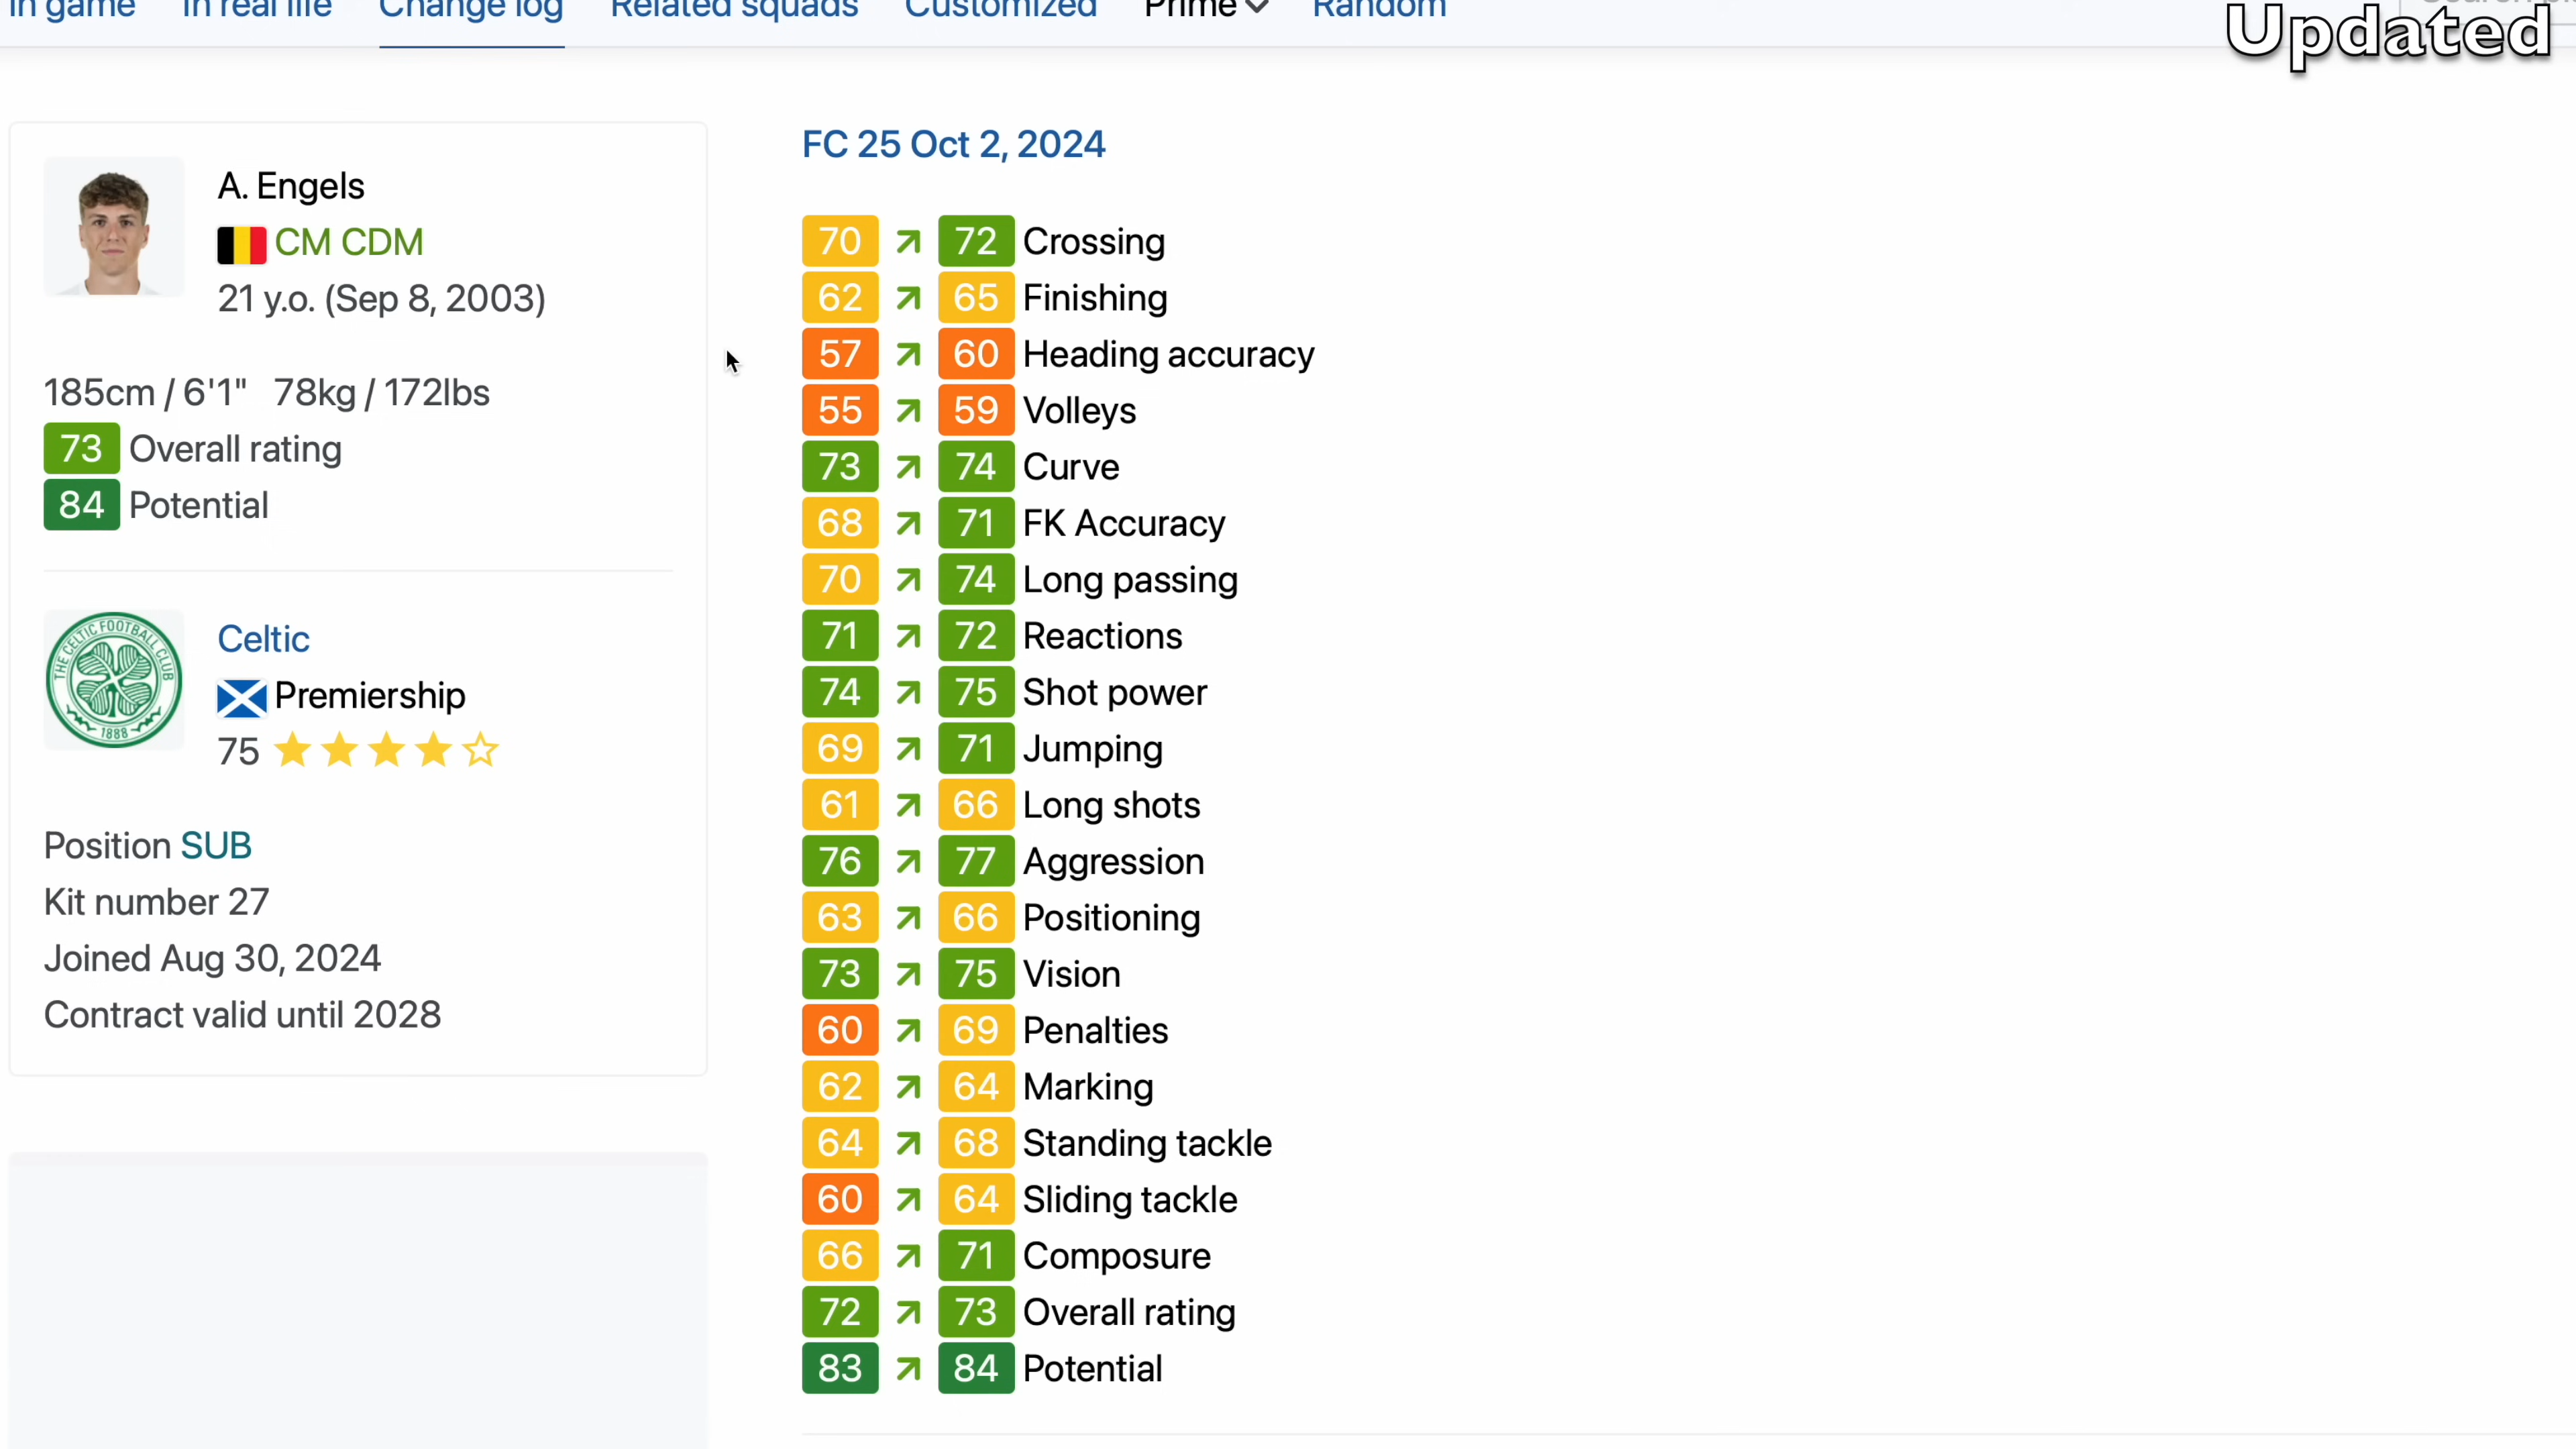 In game In real life Change log Related squads Customized Prime Random
Updated
A. Engels
CM CDM
21 y.o. (Sep 8, 2003)
185cm / 6'1" 78kg / 172lbs
73 Overall rating
84 Potential
THE CELTIC FOOTBALL CLUB
1888
Celtic
Premiership
75
Position SUB
Kit number 27
Joined Aug 30, 2024
Contract valid until 2028
FC 25 Oct 2, 2024
70 72 Crossing
62 65 Finishing
57 60 Heading accuracy
55 59 Volleys
73 74 Curve
68 71 FK Accuracy
70 74 Long passing
71 72 Reactions
74 75 Shot power
69 71 Jumping
61 66 Long shots
76 77 Aggression
63 66 Positioning
73 75 Vision
60 69 Penalties
62 64 Marking
64 68 Standing tackle
60 64 Sliding tackle
66 71 Composure
72 73 Overall rating
83 84 Potential